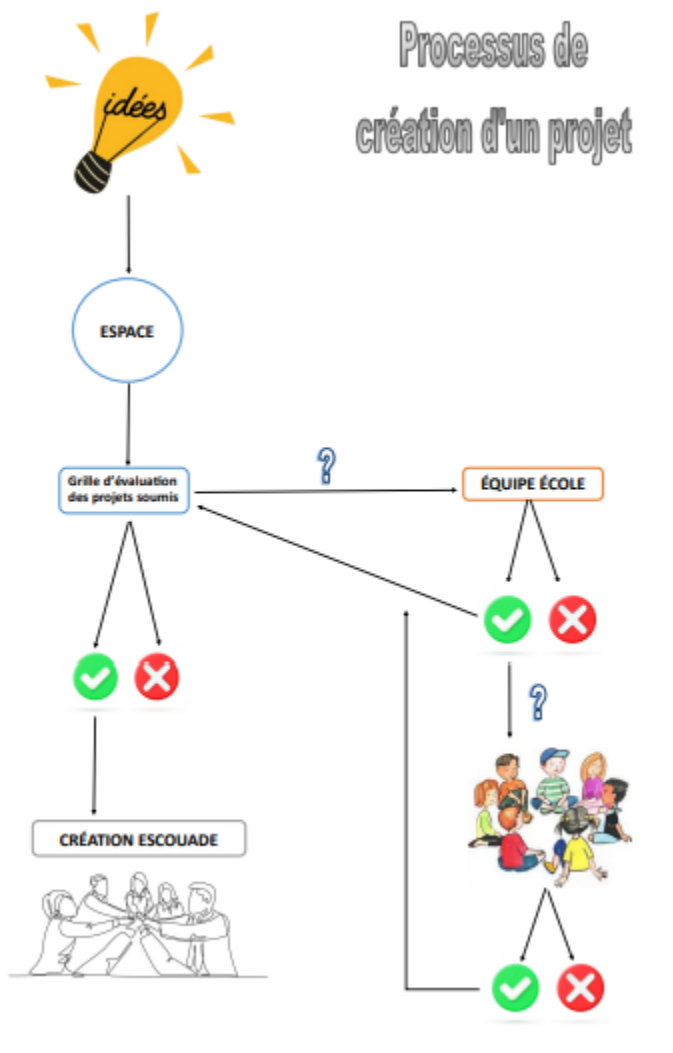 Processus de
création d'un projet
idées
ESPACE
Grille d'évaluation
des projets soumis
?
ÉQUIPE ÉCOLE
?
CRÉATION ESCOUADE